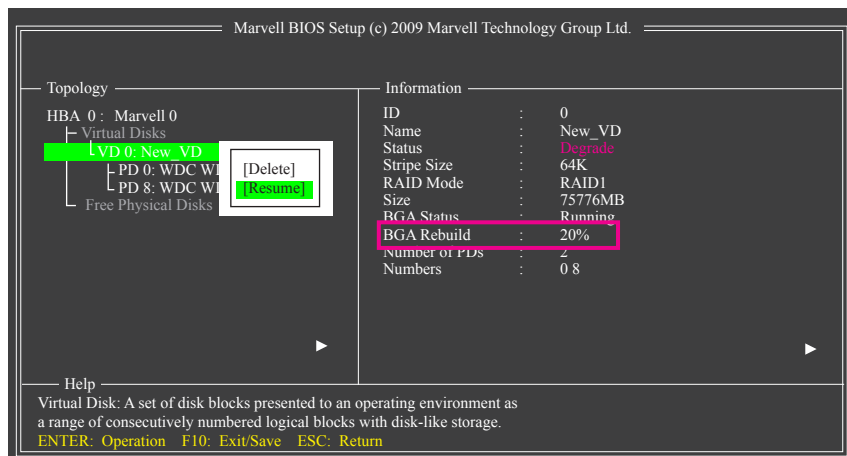 Marvell BIOS Setup (c) 2009 Marvell Technology Group Ltd.
Topology
HBA 0 : Marvell 0
Virtual Disks
VD 0: New_VD
PD 0: WDC
PD 8: WDC
Free Physical Disks
[Delete]
[Resume]
Information
ID : 0
Name : New_VD
Status : Degrade
Stripe Size : 64K
RAID Mode : RAID1
Size : 75776MB
BGA Status : Running
BGA Rebuild : 20%
Number of PDs : 2
Numbers : 0 8
Help
Virtual Disk: A set of disk blocks presented to an operating environment as
a range of consecutively numbered logical blocks with disk-like storage.
ENTER: Operation F10: Exit/Save ESC: Return